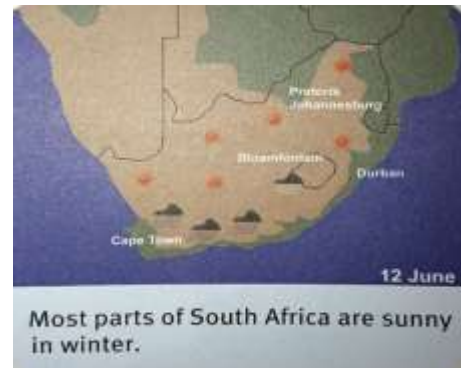 Pretoria
Johannesburg
Bloemfontein
Durban
Cape Town
12 June
Most parts of South Africa are sunny
in winter.